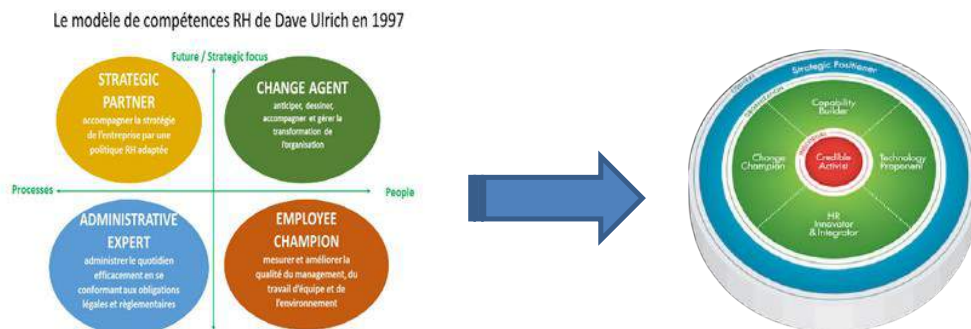 Le modèle de compétences RH de Dave Ulrich en 1997
Future / Strategic focus
STRATEGIC
PARTNER
accompagner la stratégie
de l'entreprise par une
politique RH adaptée
CHANGE AGENT
anticiper, dessiner,
accompagner et gérer la
transformation de
l'organisation
Processes
People
ADMINISTRATIVE
EXPERT
administrer le quotidien
efficacement en se
conformant aux obligations
légales et règlementaires
EMPLOYEE
CHAMPION
mesurer et améliorer la
qualité du management, du
travail d'équipe et de
l'environnement
CONTEXT
Strategic Positioner
ORGANIZATION
Capability
Builder
INDIVIDUAL
Change
Champion
Credible
Activist
Technology
Proponent
HR
Innovator
& Integrator